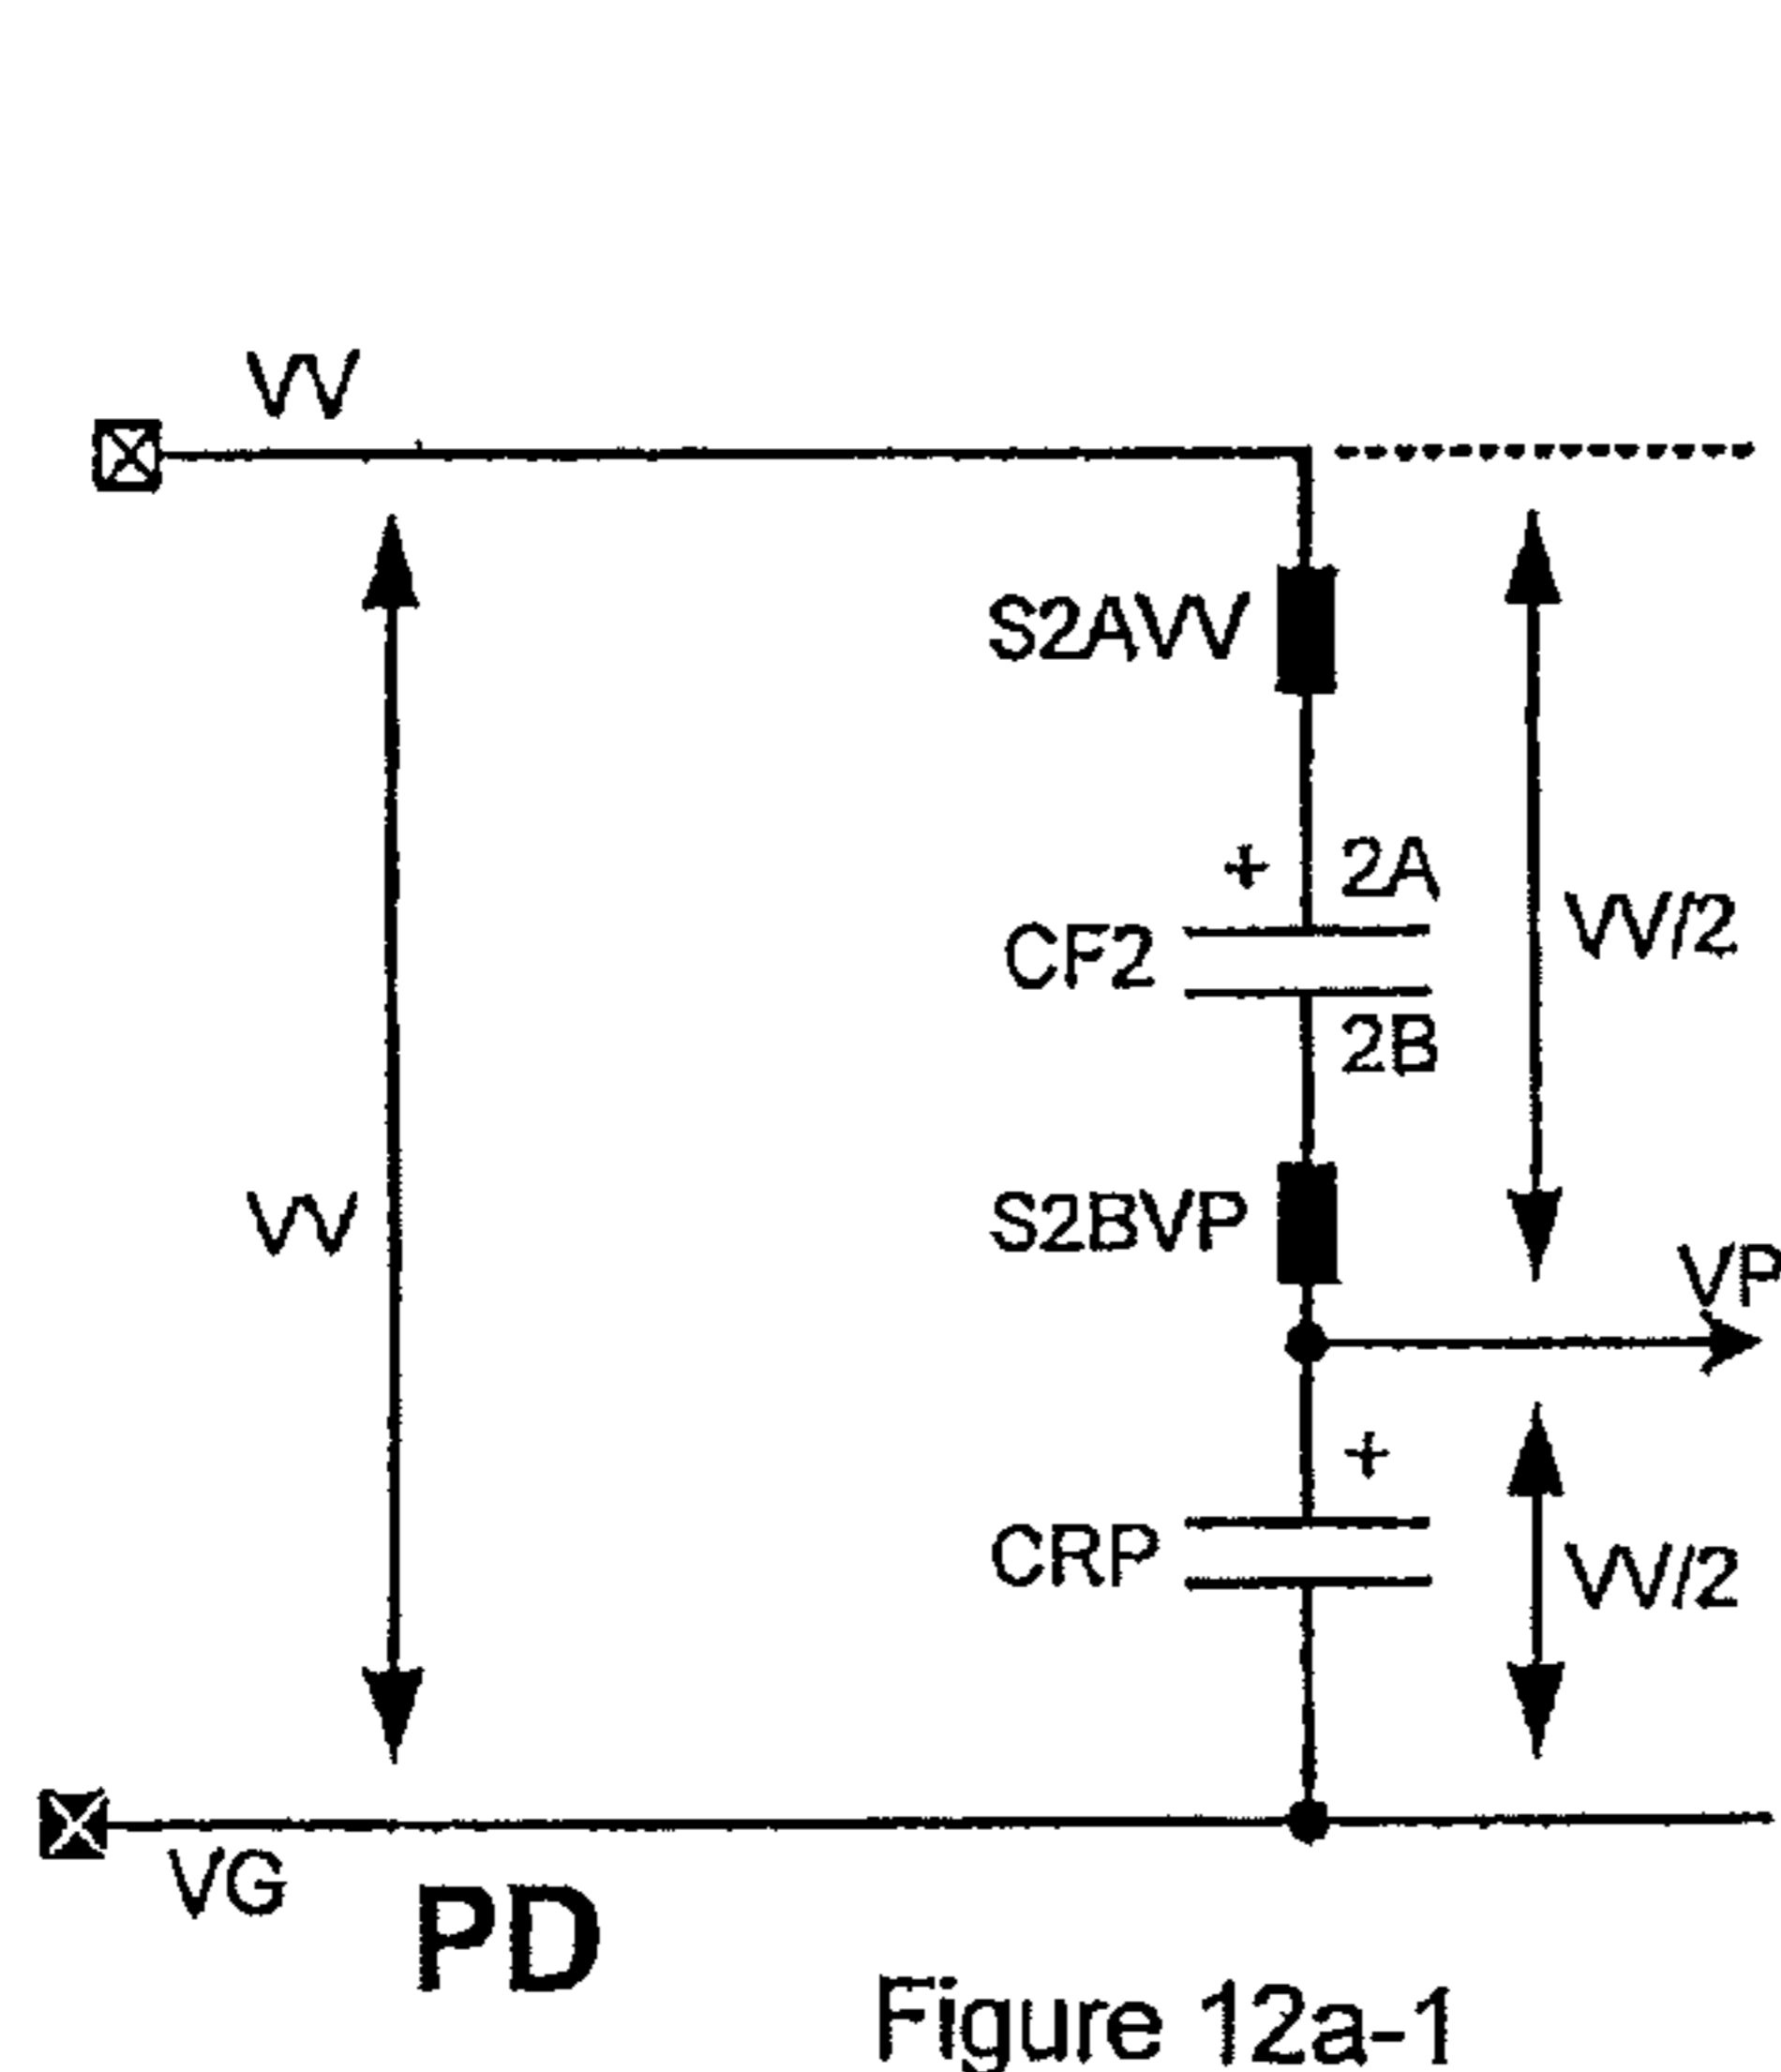 VV
S2AVV
+
2A
CF2
VV/2
2B
VV
S2BVP
VP
+
CRP
VV/2
VG
PD
Figure 12a-1